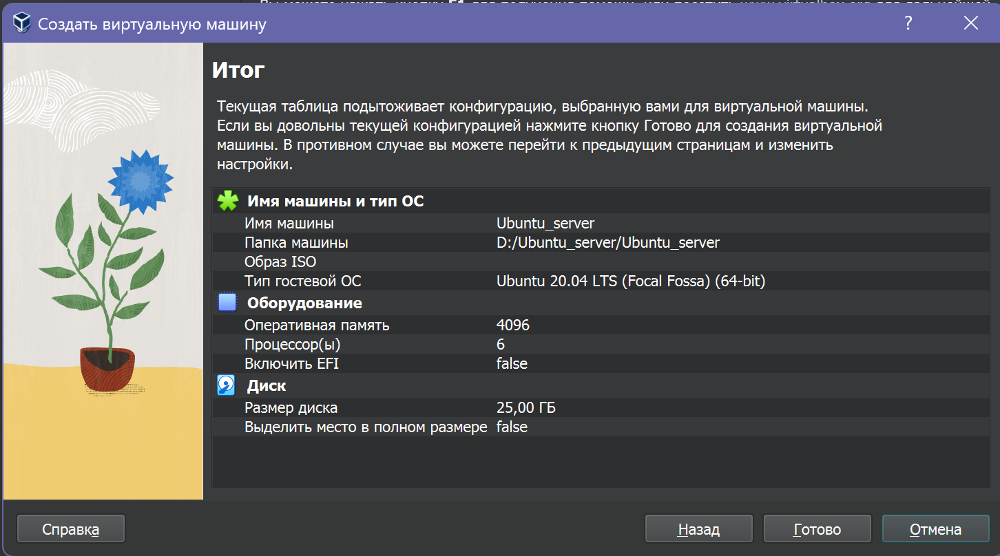 Создать виртуальную машину
?
Итог
Текущая таблица подытоживает конфигурацию, выбранную вами для виртуальной машины.
Если вы довольны текущей конфигурацией нажмите кнопку Готово для создания виртуальной
машины. В противном случае вы можете перейти к предыдущим страницам и изменить
настройки.
Имя машины и тип ОС
Имя машины Ubuntu_server
Папка машины D:/Ubuntu_server/Ubuntu_server
Образ ISO
Тип гостевой ОС Ubuntu 20.04 LTS (Focal Fossa) (64-bit)
Оборудование
Оперативная память 4096
Процессор(ы) 6
Включить EFI false
Диск
Размер диска 25,00 ГБ
Выделить место в полном размере false
Справка Назад Готово Отмена